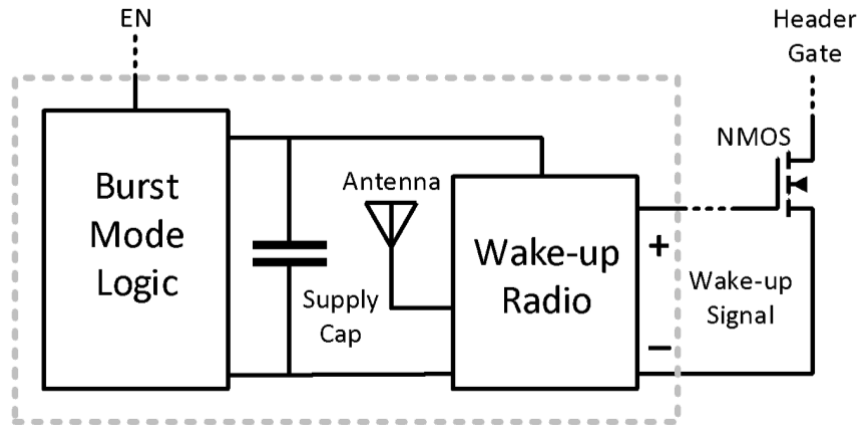 EN
Header
Gate
NMOS
Burst
Mode
Logic
Antenna
Supply
Cap
Wake-up
Radio
+
Wake-up
Signal
−